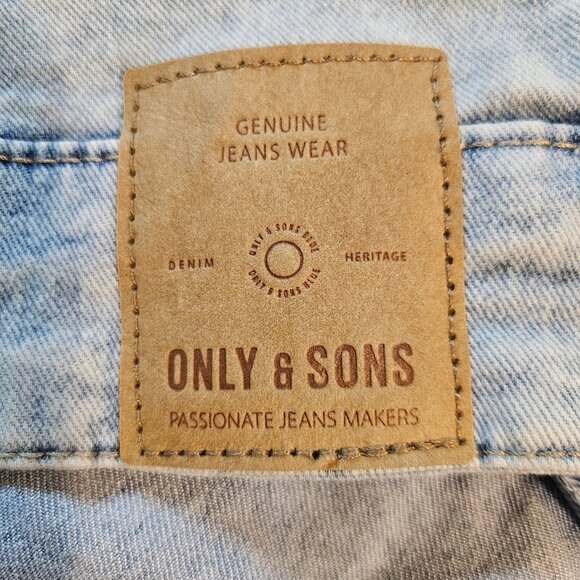 GENUINE
JEANS WEAR
ONLY & SONS BLUE
DENIM
HERITAGE
ONLY & SONS BLUE
ONLY & SONS
PASSIONATE JEANS MAKERS